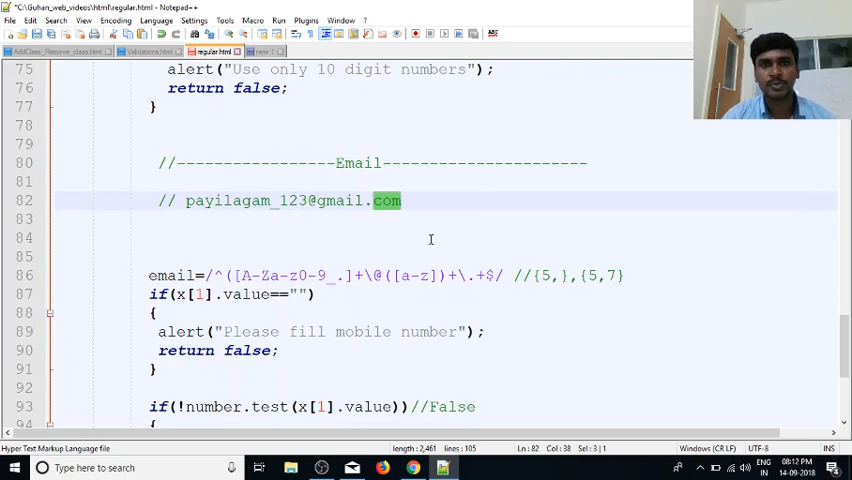 *C:\Guhan_web_videos\html\regular.html - Notepad++
File Edit Search View Encoding Language Settings Tools Macro Run Plugins Window ?
AddClass_Remove_class.html Validations.html regular.html new 1
75 alert("Use only 10 digit numbers");
76 return false;
77 }
78
79
80 //-----------------Email----------------------
81
82 // payilagam_123@gmail.com
83
84
85
86 email=/^([A-Za-z0-9_.]+\@([a-z])+\.+$/ //{5,},{5,7}
87 if(x[1].value=="")
88 {
89 alert("Please fill mobile number");
90 return false;
91 }
92
93 if(!number.test(x[1].value))//False
94 {
Hyper Text Markup Language file length : 2,461 lines : 105 Ln : 82 Col : 38 Sel : 3 | 1 Windows (CR LF) UTF-8 INS
Type here to search ENG 08:12 PM
IN 14-09-2018 4